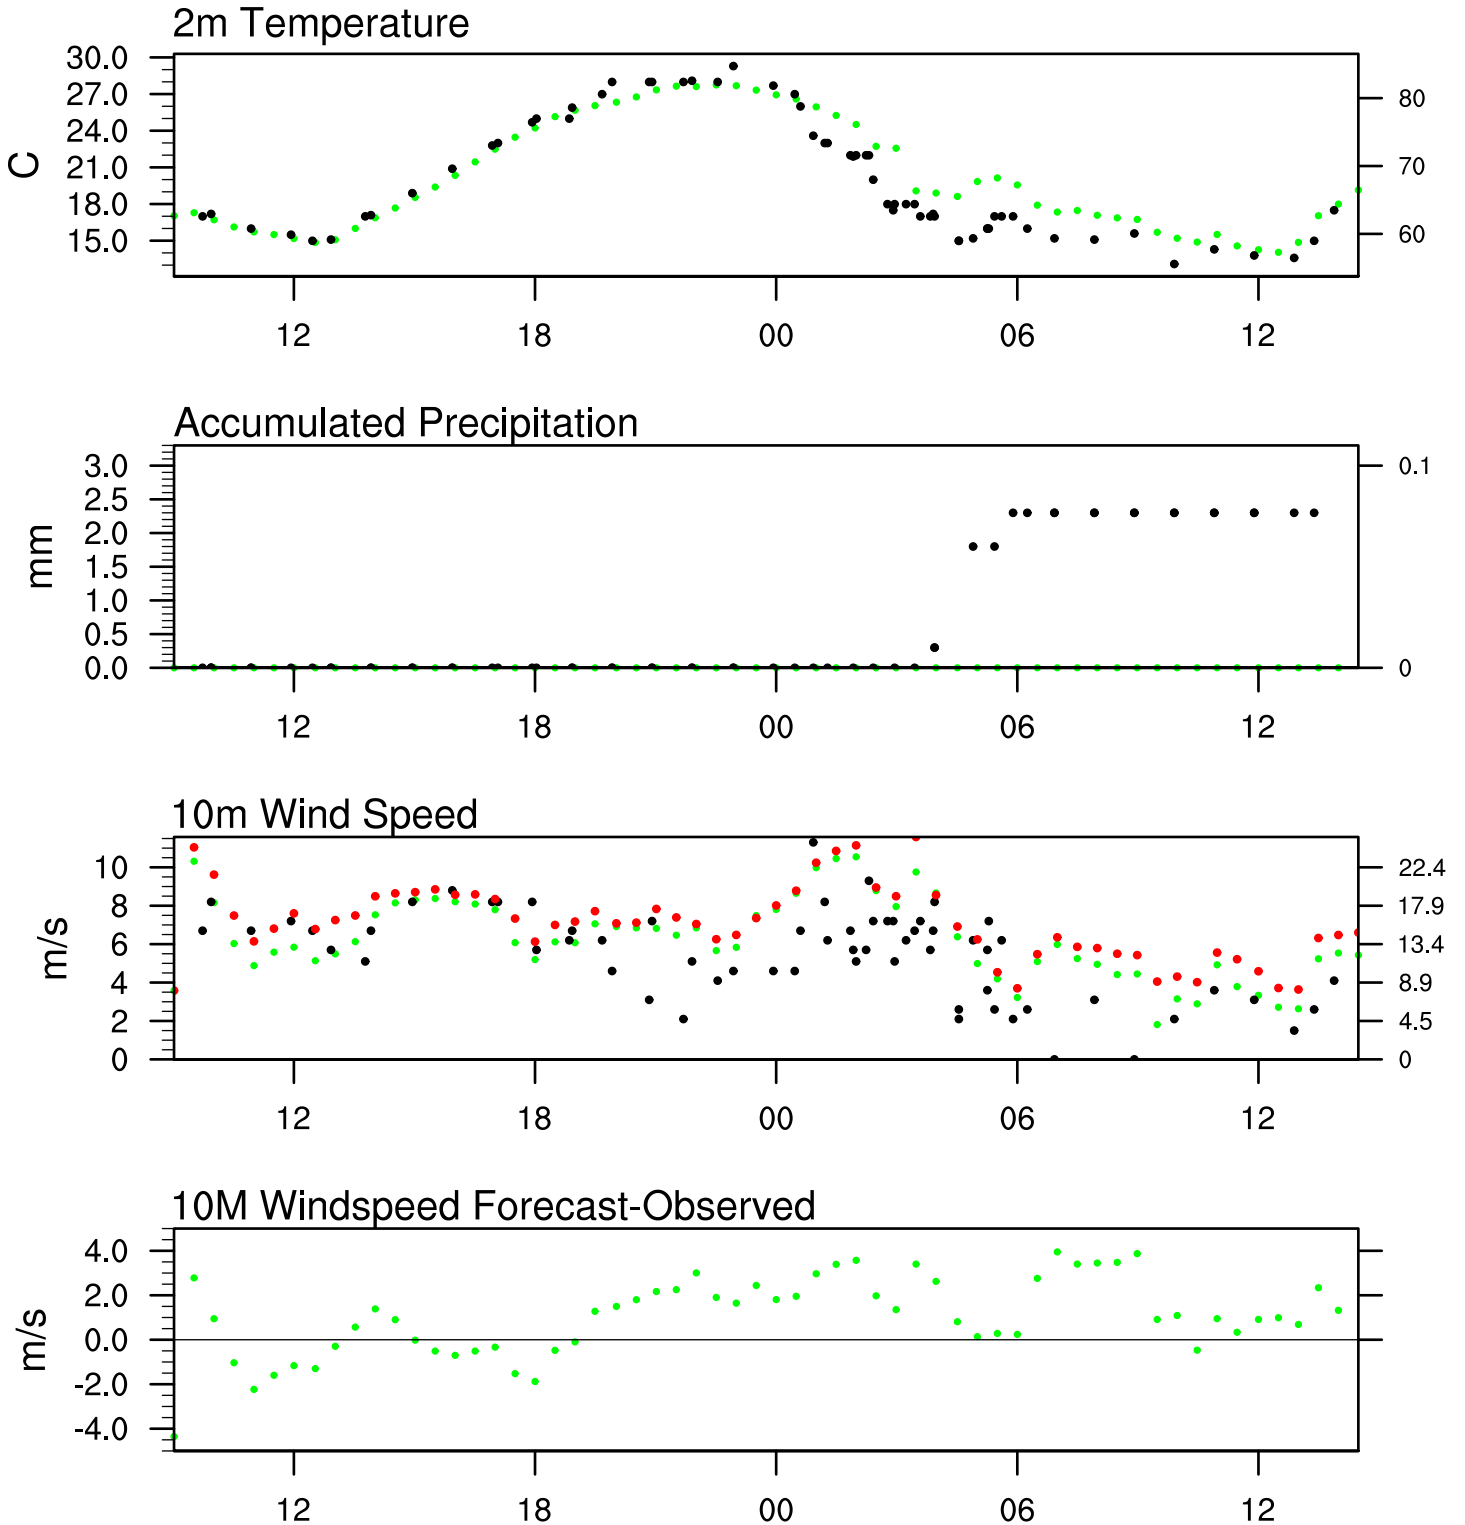 2m Temperature
30.0
27.0
24.0
21.0
18.0
15.0
C
80
70
60
12 18 00 06 12
Accumulated Precipitation
3.0
2.5
2.0
1.5
1.0
0.5
0.0
mm
0.1
0
12 18 00 06 12
10m Wind Speed
10
8
6
4
2
0
m/s
22.4
17.9
13.4
8.9
4.5
0
12 18 00 06 12
10M Windspeed Forecast-Observed
4.0
2.0
0.0
-2.0
-4.0
m/s
12 18 00 06 12